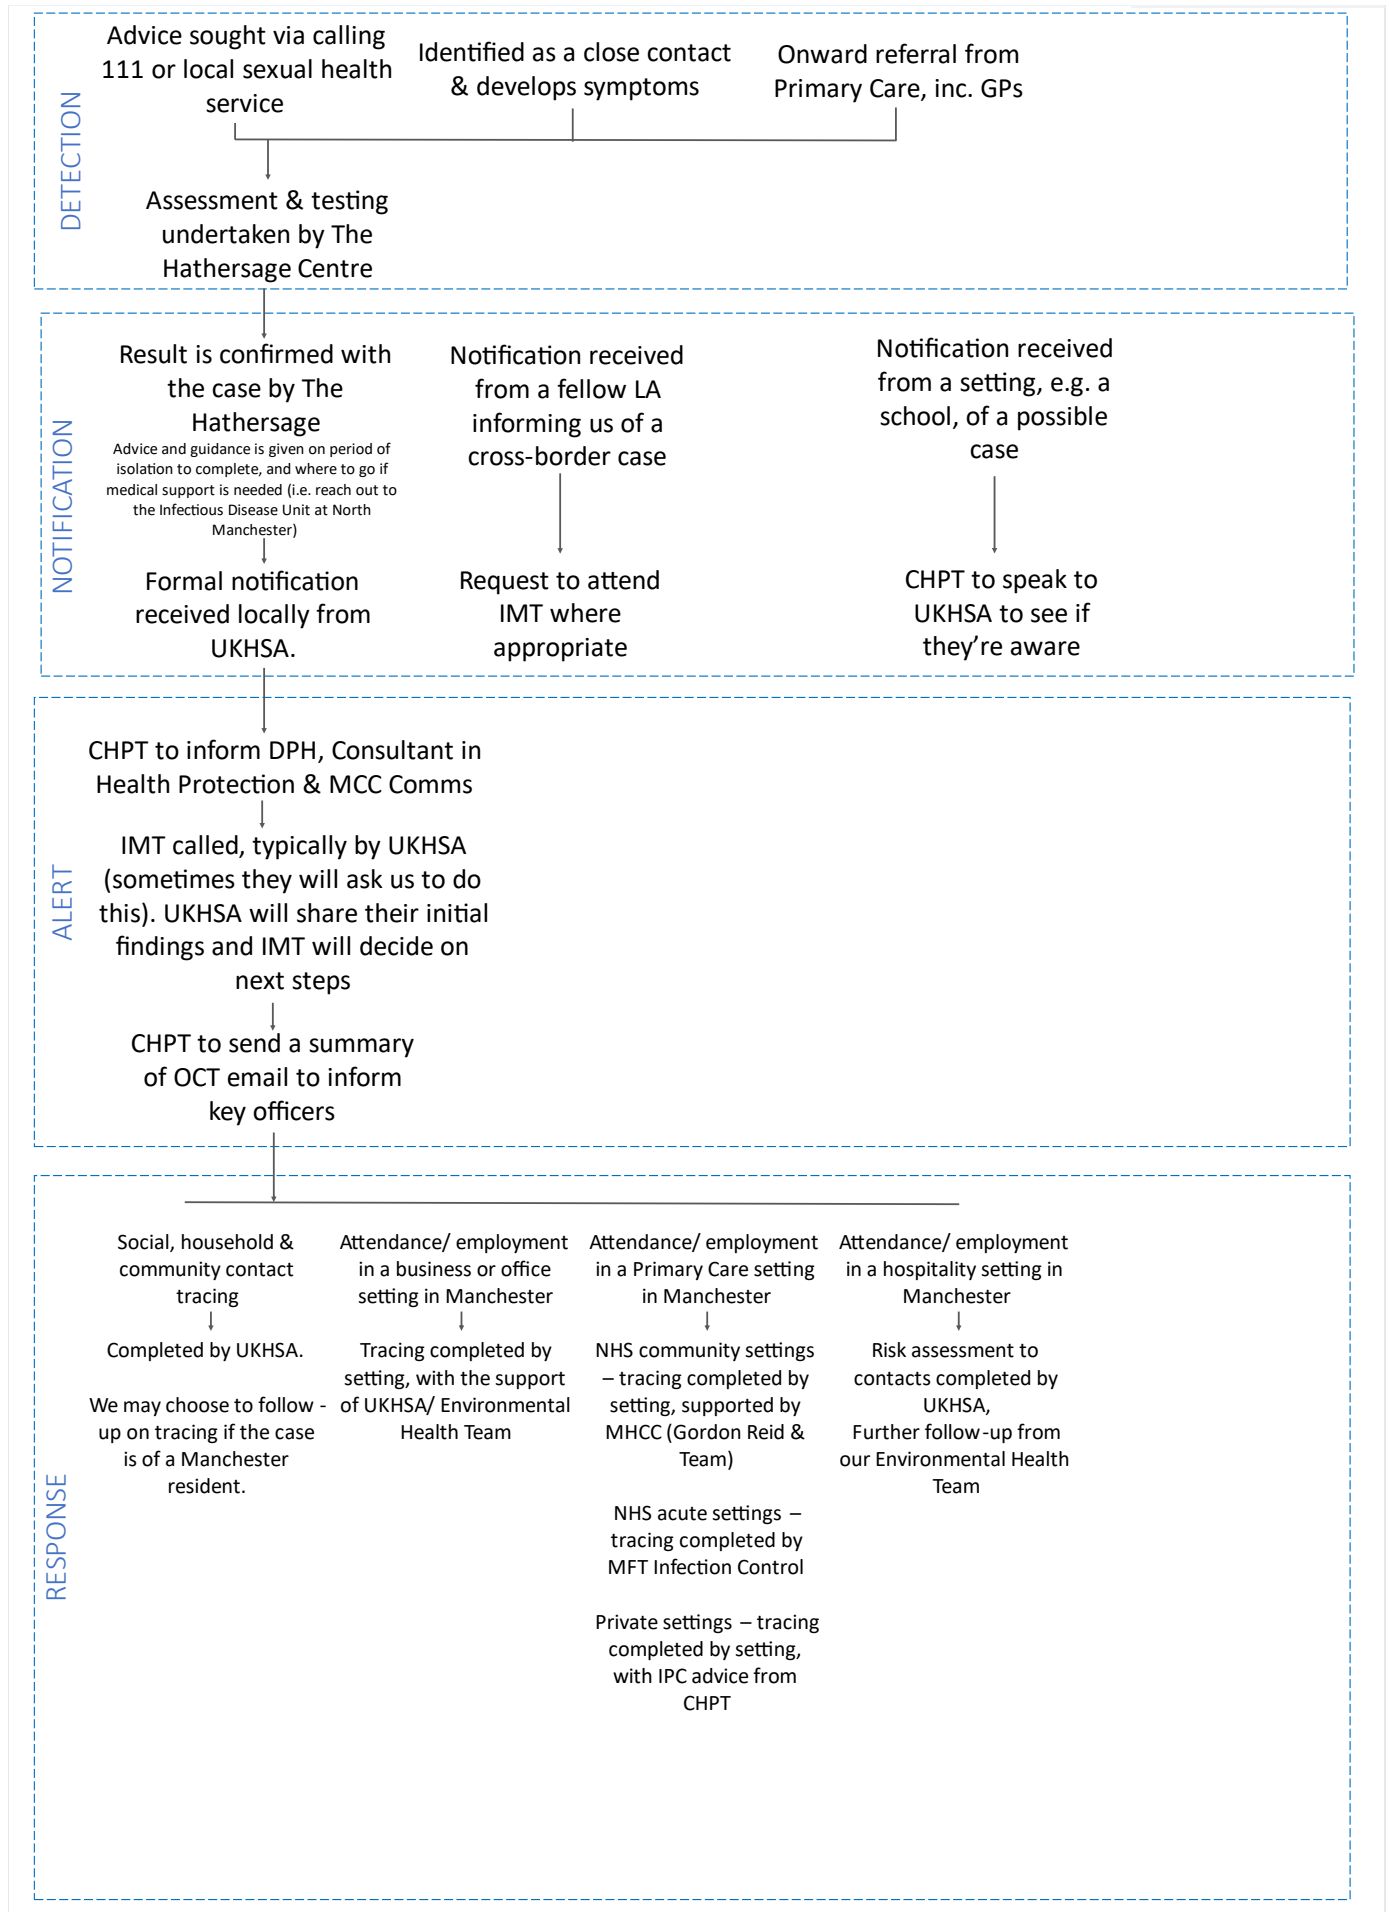 DETECTION
Advice sought via calling
111 or local sexual health
service
Identified as a close contact
& develops symptoms
Onward referral from
Primary Care, inc. GPs
Assessment & testing
undertaken by The
Hathersage Centre
NOTIFICATION
Result is confirmed with
the case by The
Hathersage
Advice and guidance is given on period of
isolation to complete, and where to go if
medical support is needed (i.e. reach out to
the Infectious Disease Unit at North
Manchester)
Formal notification
received locally from
UKHSA.
Notification received
from a fellow LA
informing us of a
cross-border case
Request to attend
IMT where
appropriate
Notification received
from a setting, e.g. a
school, of a possible
case
CHPT to speak to
UKHSA to see if
they’re aware
ALERT
CHPT to inform DPH, Consultant in
Health Protection & MCC Comms
IMT called, typically by UKHSA
(sometimes they will ask us to do
this). UKHSA will share their initial
findings and IMT will decide on
next steps
CHPT to send a summary
of OCT email to inform
key officers
RESPONSE
Social, household &
community contact
tracing
Completed by UKHSA.
We may choose to follow -
up on tracing if the case
is of a Manchester
resident.
Attendance/ employment
in a business or office
setting in Manchester
Tracing completed by
setting, with the support
of UKHSA/ Environmental
Health Team
Attendance/ employment
in a Primary Care setting
in Manchester
NHS community settings
– tracing completed by
setting, supported by
MHCC (Gordon Reid &
Team)
NHS acute settings –
tracing completed by
MFT Infection Control
Private settings – tracing
completed by setting,
with IPC advice from
CHPT
Attendance/ employment
in a hospitality setting in
Manchester
Risk assessment to
contacts completed by
UKHSA,
Further follow-up from
our Environmental Health
Team